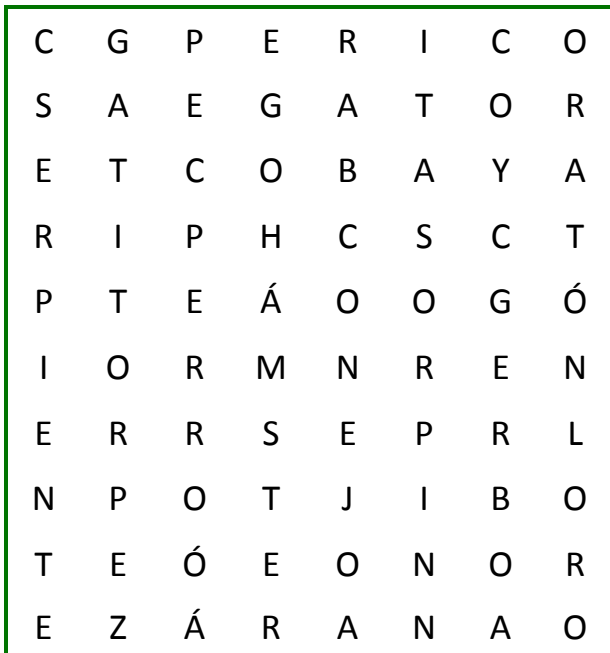 C G P E R I C O
S A E G A T O R
E T C O B A Y A
R I P H C S C T
P T E Á O O G Ó
I O R M N R E N
E R R S E P R L
N P O T J I B O
T E Ó E O N O R
E Z Á R A N A O